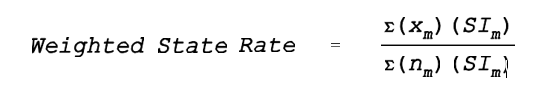 Weighted State Rate = Σ(x_m)(SI_m)
Σ(n_m)(SI_m)